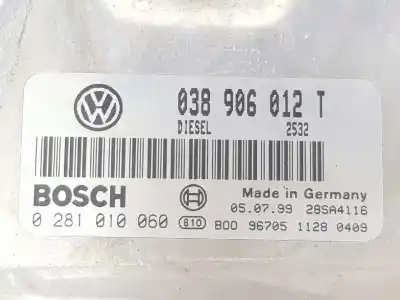 038 906 012 T
DIESEL 2532
BOSCH
Made in Germany
05.07.99 28SA4116
0 281 010 060 810 B00 96705 1128 0409